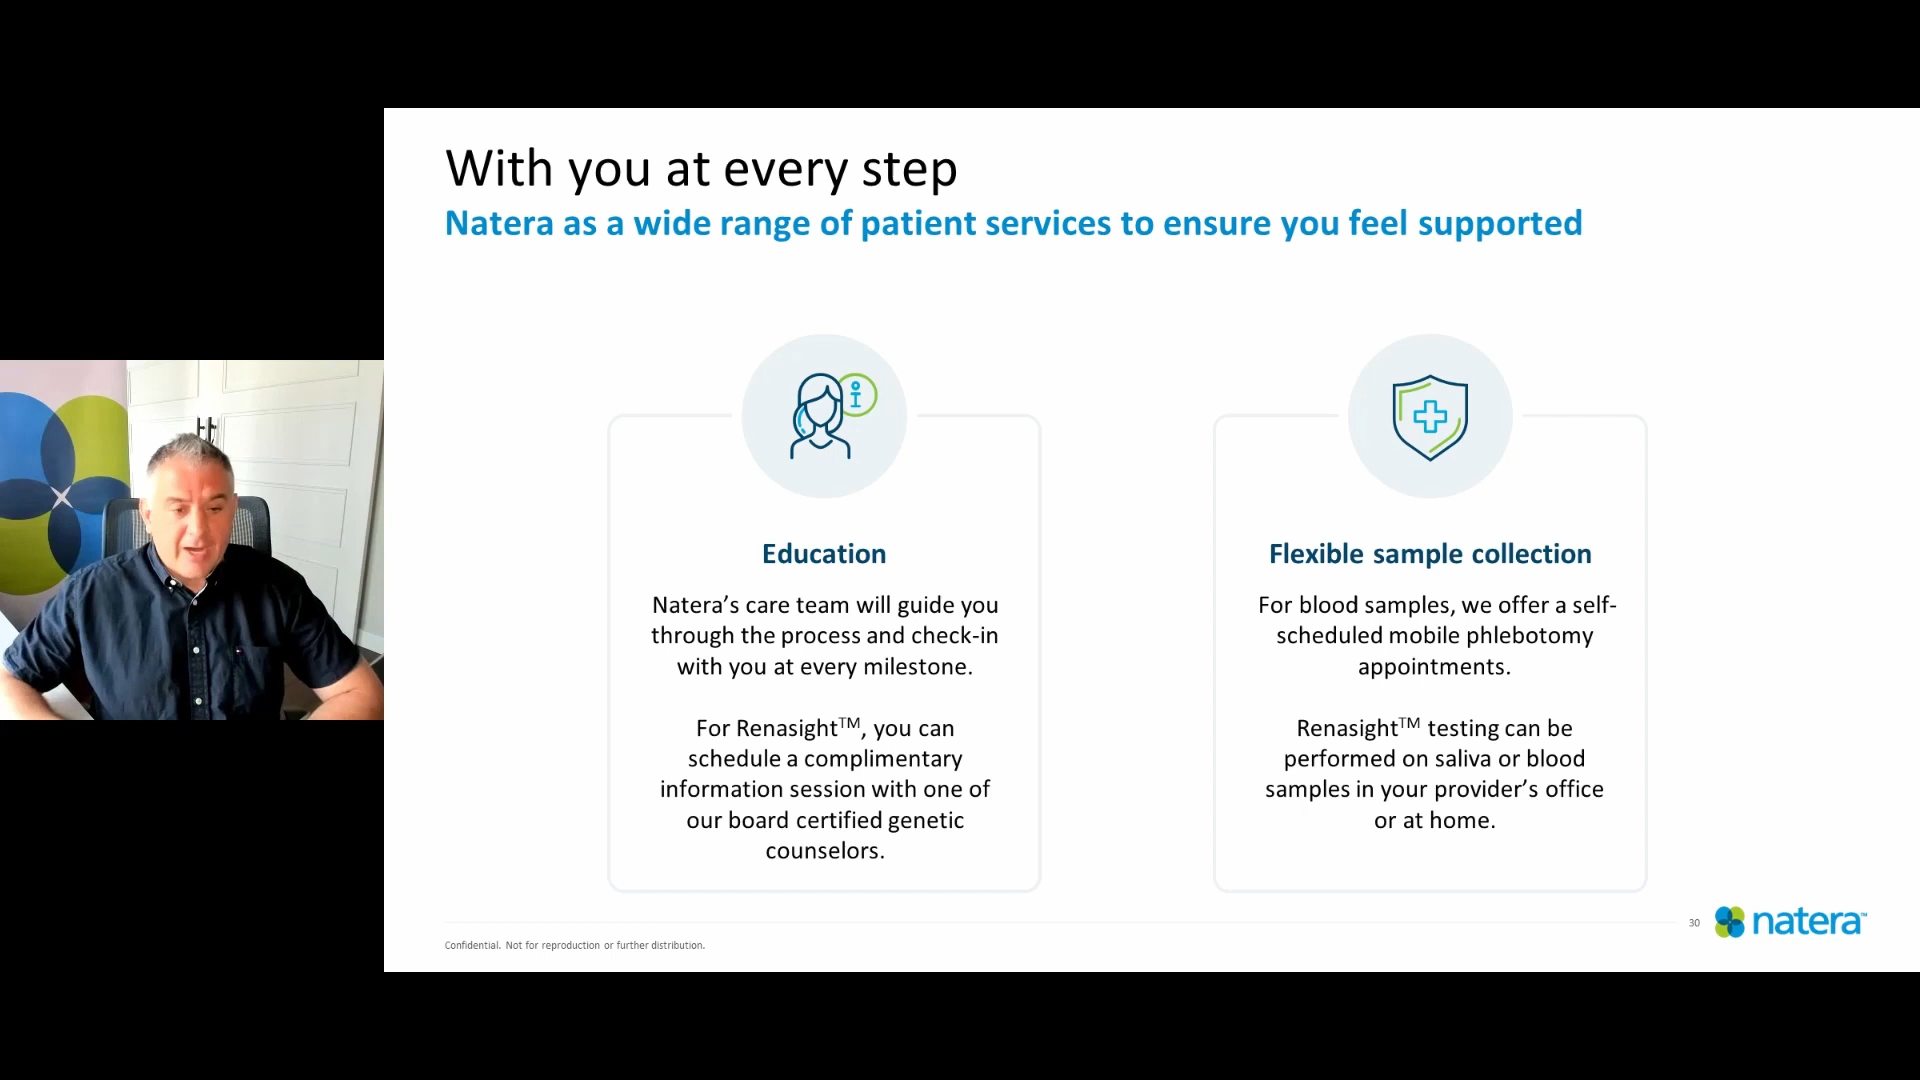 With you at every step
Natera as a wide range of patient services to ensure you feel supported
Education
Natera’s care team will guide you
through the process and check-in
with you at every milestone.
For Renasight™, you can
schedule a complimentary
information session with one of
our board certified genetic
counselors.
Flexible sample collection
For blood samples, we offer a self-
scheduled mobile phlebotomy
appointments.
Renasight™ testing can be
performed on saliva or blood
samples in your provider’s office
or at home.
30
natera™
Confidential. Not for reproduction or further distribution.